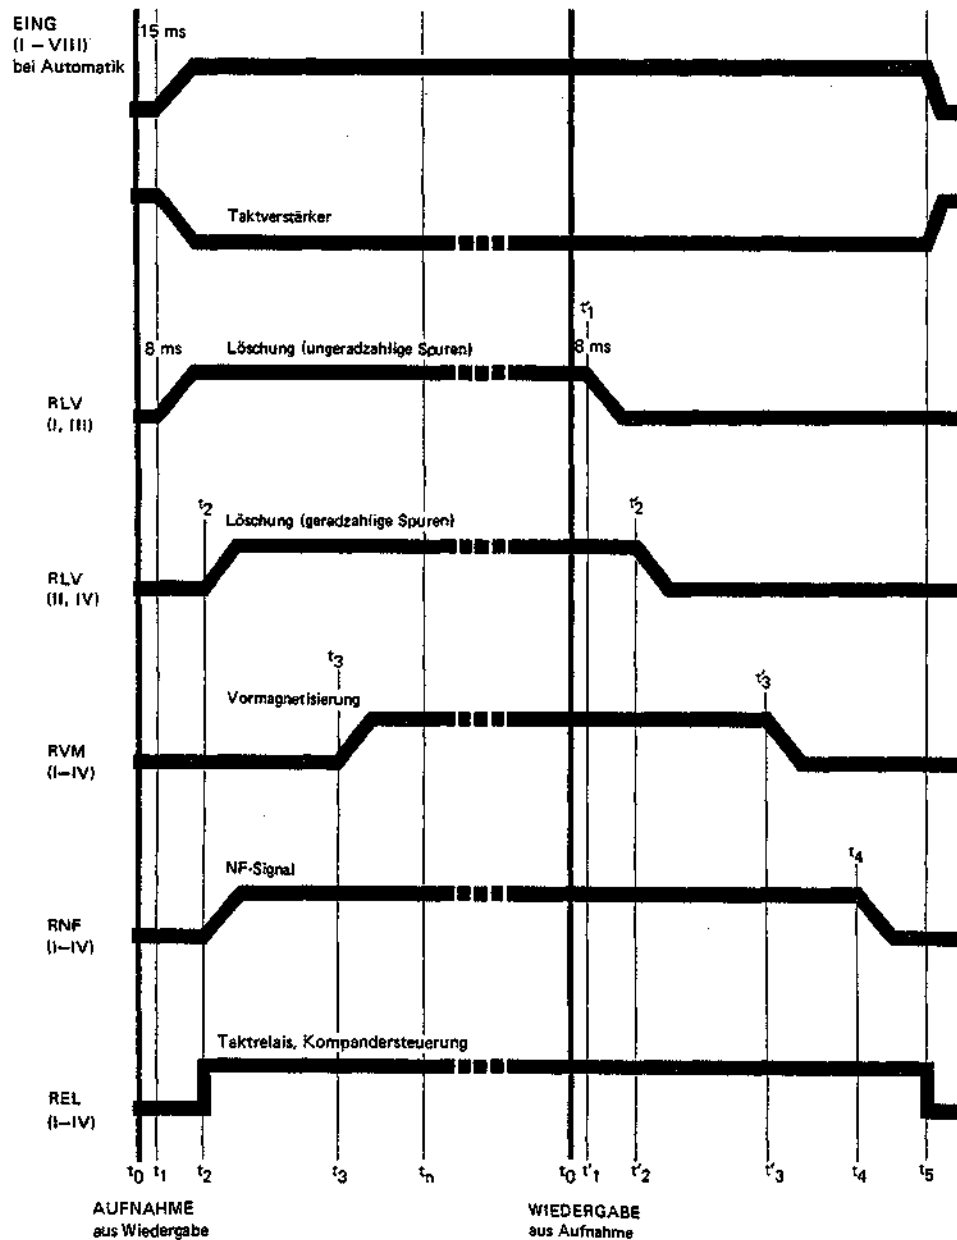 EING
(I – VIII)
bei Automatik
15 ms
Taktverstärker
t'1
8 ms
Löschung (ungeradzahlige Spuren)
8 ms
RLV
(I, III)
t2
Löschung (geradzahlige Spuren)
t'2
RLV
(II, IV)
t3
Vormagnetisierung
t'3
RVM
(I–IV)
NF-Signal
t4
RNF
(I–IV)
Taktrelais, Kompandersteuerung
REL
(I–IV)
t0 t1 t2 t3 tn t0 t'1 t'2 t'3 t4 t5
AUFNAHME
aus Wiedergabe
WIEDERGABE
aus Aufnahme